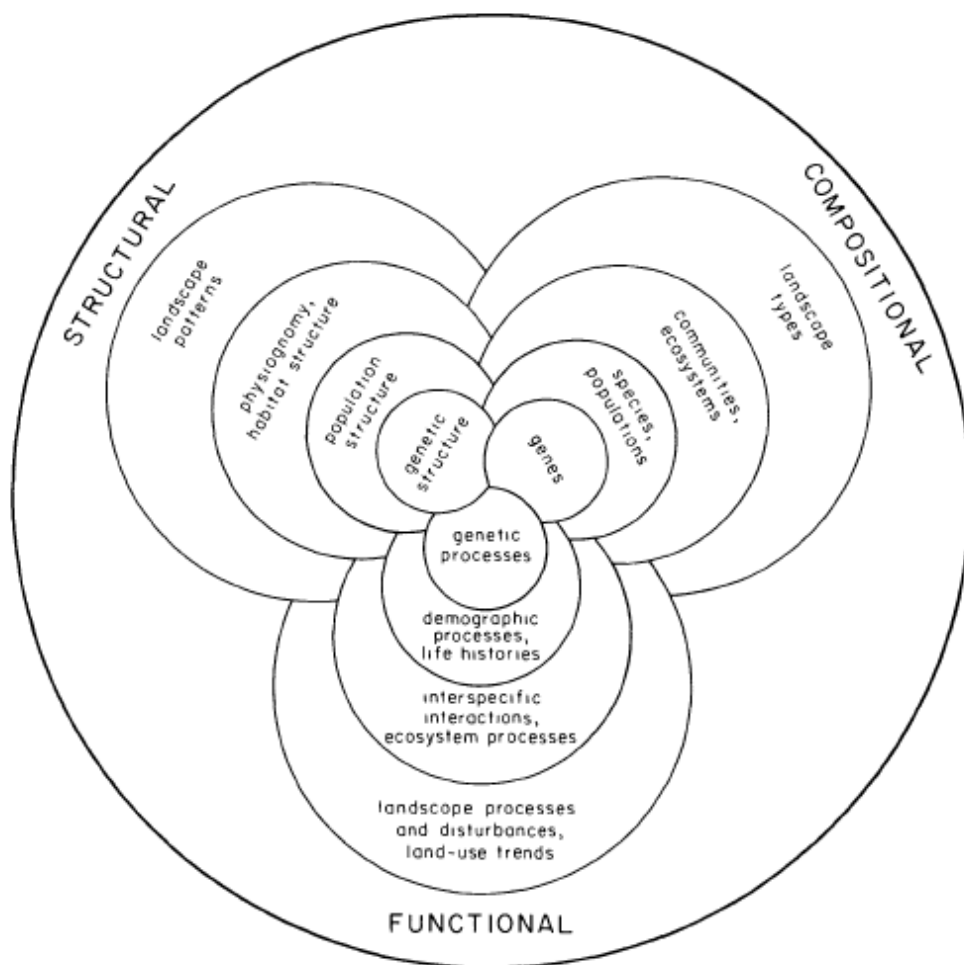 STRUCTURAL
landscape
patterns
physiognomy,
habitat structure
population
structure
genetic
structure
COMPOSITIONAL
landscape
types
communities,
ecosystems
species,
populations
genes
genetic
processes
demographic
processes,
life histories
interspecific
interactions,
ecosystem processes
landscape processes
and disturbances,
land-use trends
FUNCTIONAL